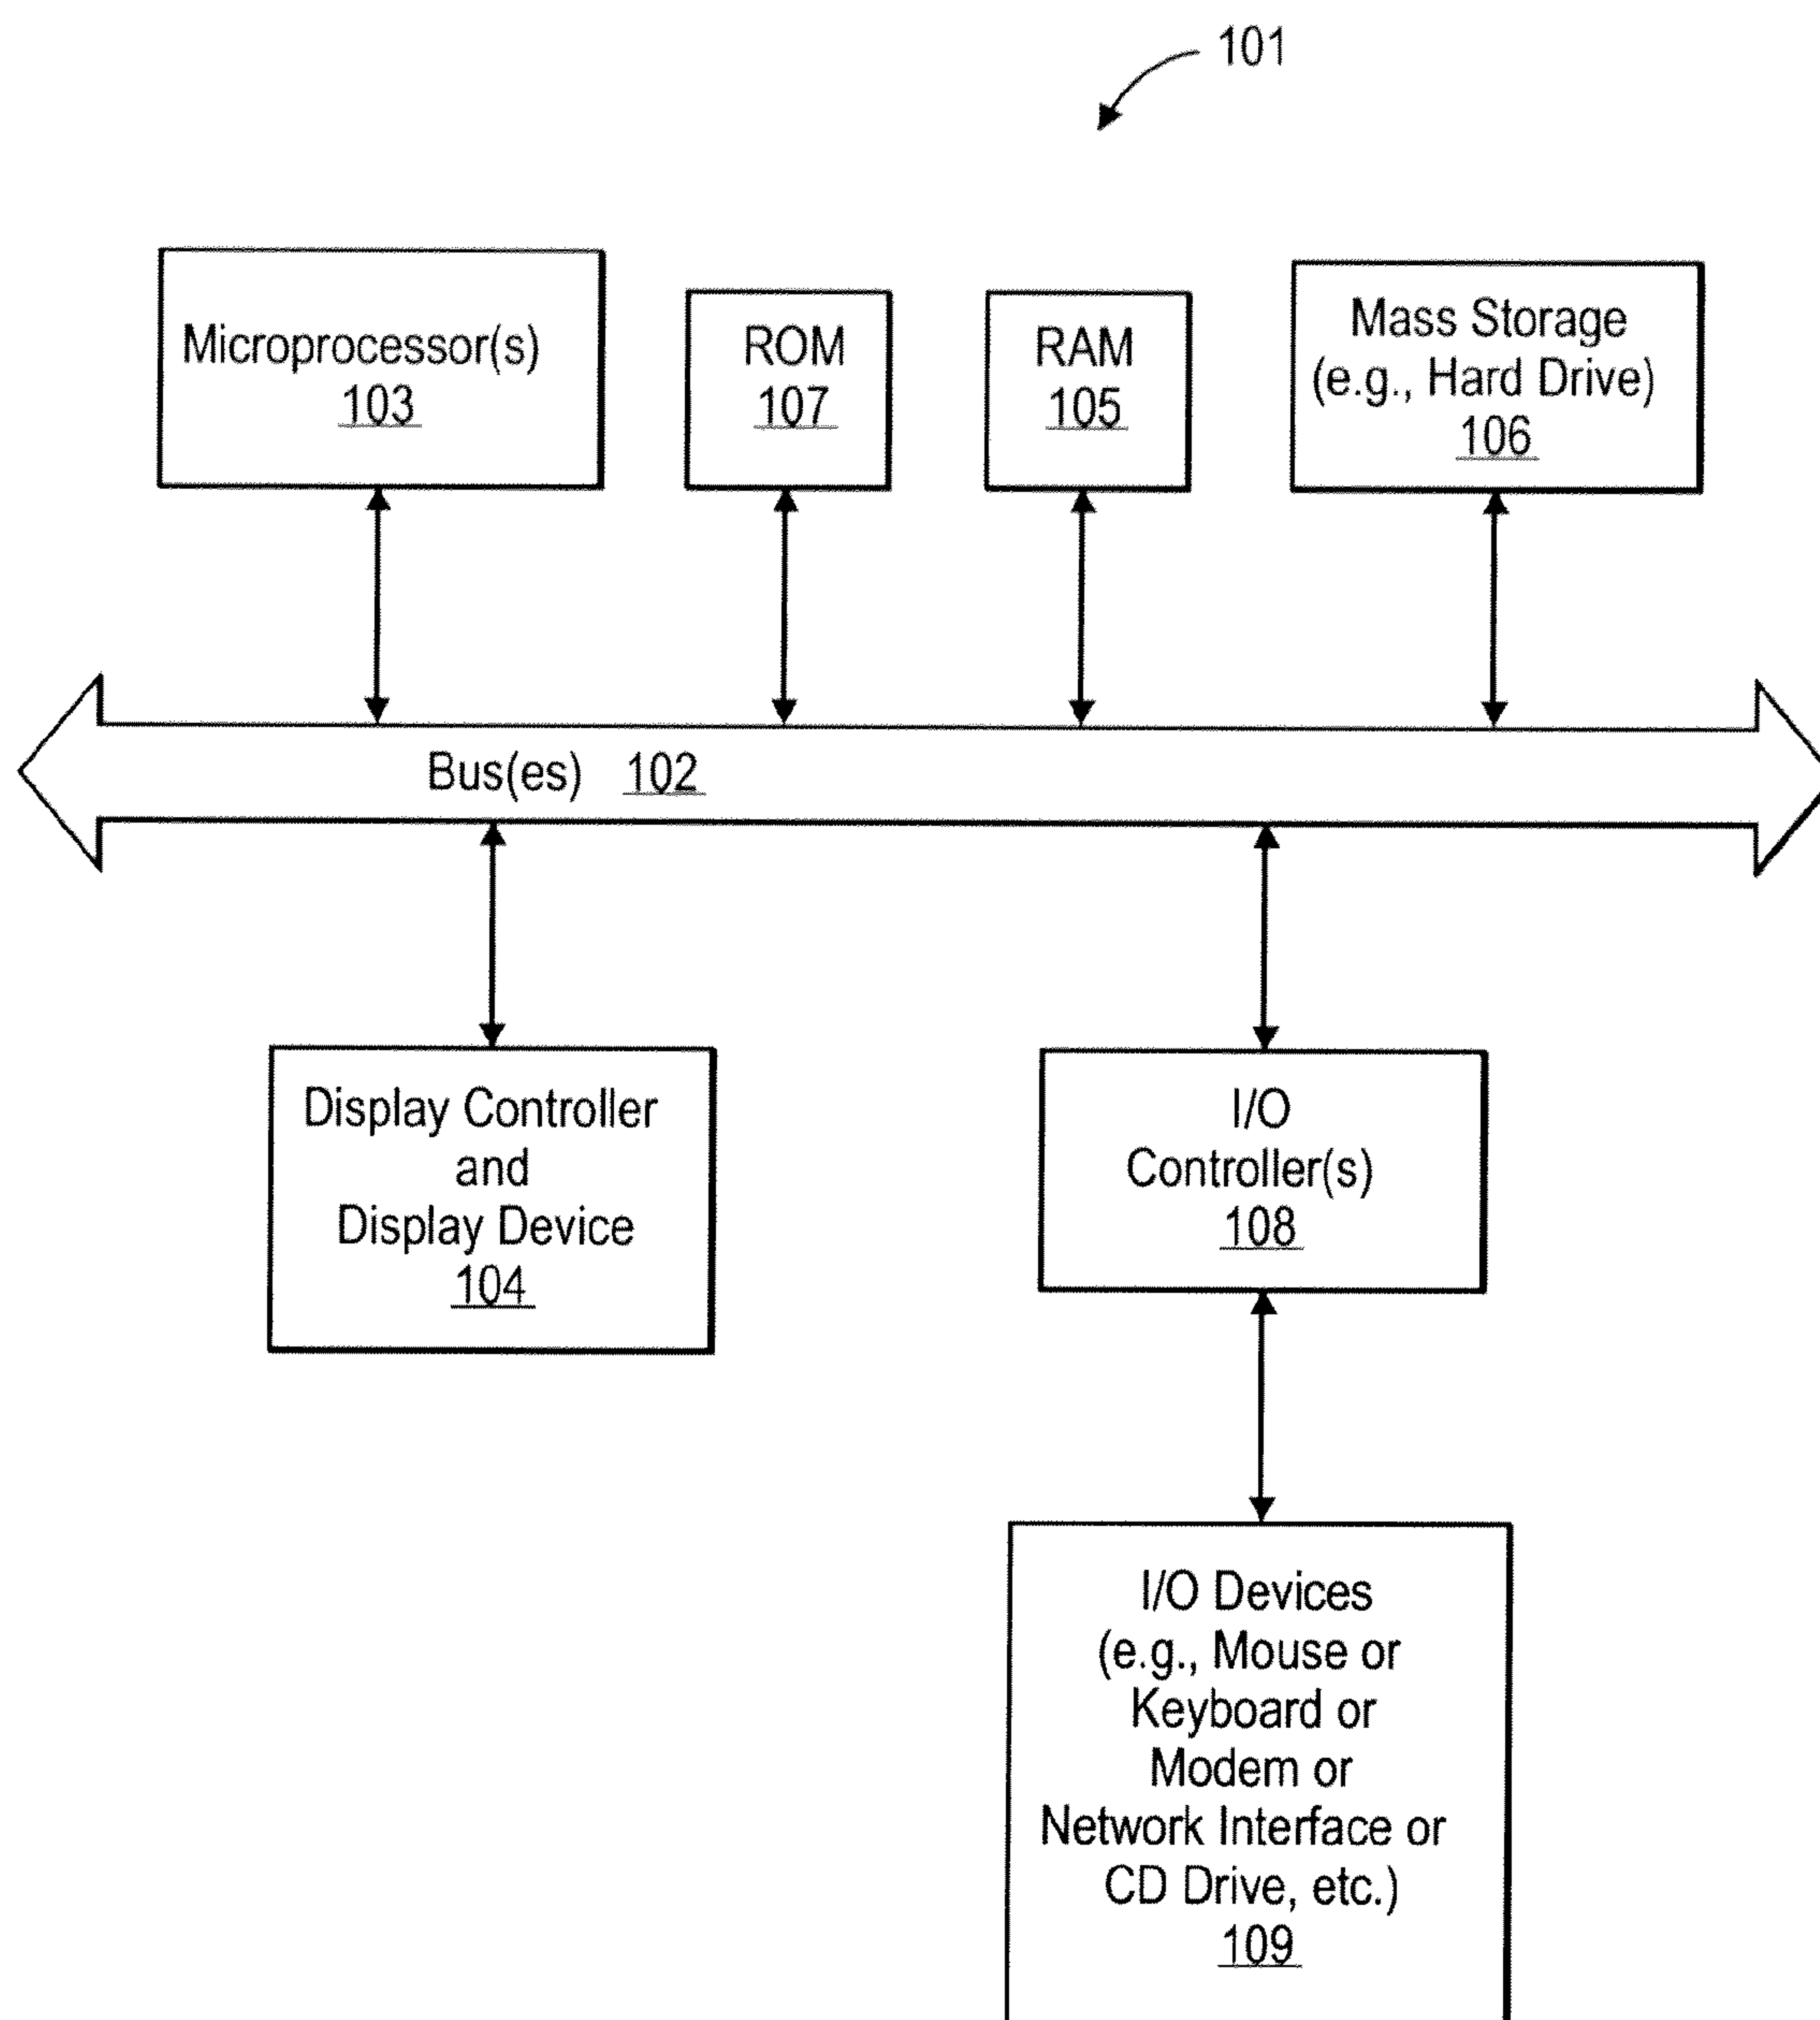 101
Microprocessor(s)
103
ROM
107
RAM
105
Mass Storage
(e.g., Hard Drive)
106
Bus(es) 102
Display Controller
and
Display Device
104
I/O
Controller(s)
108
I/O Devices
(e.g., Mouse or
Keyboard or
Modem or
Network Interface or
CD Drive, etc.)
109